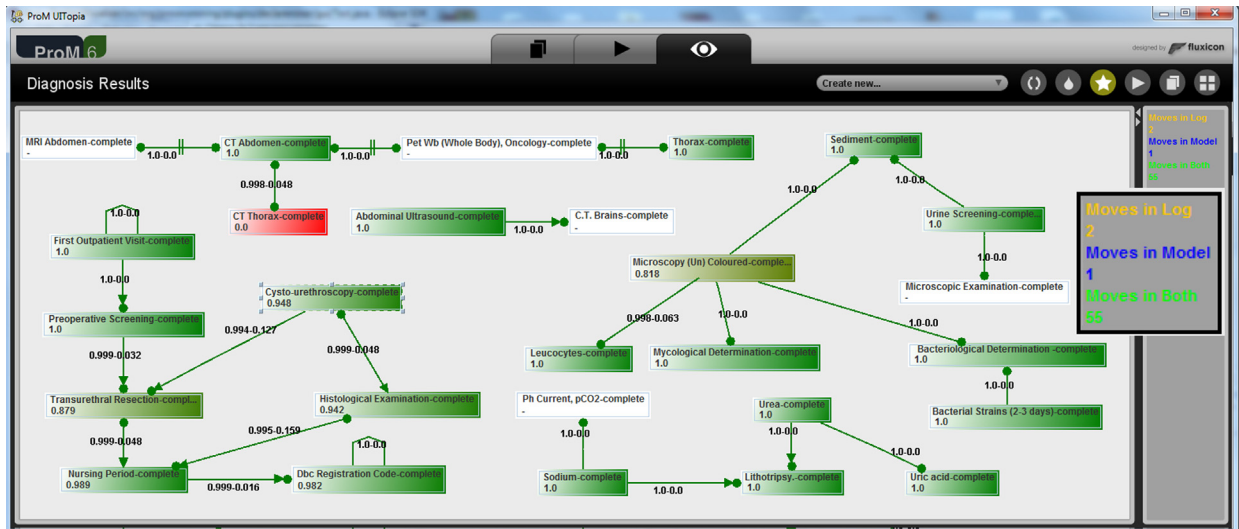 ProM UITopia
ProM 6
designed by fluxicon
Diagnosis Results
Create new...
MRI Abdomen-complete
-
1.0-0.0
CT Abdomen-complete
1.0
1.0-0.0
Pet Wb (Whole Body), Oncology-complete
-
1.0-0.0
Thorax-complete
1.0
Sediment-complete
1.0
Moves in Log
2
Moves in Model
1
Moves in Both
55
0.998-0.048
1.0-0.0
1.0-0.0
1.0-0.0
CT Thorax-complete
0.0
Abdominal Ultrasound-complete
1.0
1.0-0.0
C.T. Brains-complete
-
Urine Screening-comple...
1.0
Moves in Log
2
Moves in Model
1
Moves in Both
55
First Outpatient Visit-complete
1.0
1.0-0.0
Microscopy (Un) Coloured-comple...
0.818
1.0-0.0
Microscopic Examination-complete
-
Cysto-urethroscopy-complete
0.948
Preoperative Screening-complete
1.0
0.994-0.127
0.998-0.063
1.0-0.0
1.0-0.0
0.999-0.032
0.999-0.048
Leucocytes-complete
1.0
Mycological Determination-complete
1.0
Bacteriological Determination -complete
1.0
1.0-0.0
Transurethral Resection-compl...
0.879
Histological Examination-complete
0.942
Ph Current, pCO2-complete
-
Urea-complete
1.0
Bacterial Strains (2-3 days)-complete
1.0
0.999-0.048
0.995-0.159
1.0-0.0
1.0-0.0
1.0-0.0
1.0-0.0
Nursing Period-complete
0.989
0.999-0.016
Dbc Registration Code-complete
0.982
Sodium-complete
1.0
1.0-0.0
Lithotripsy.-complete
1.0
Uric acid-complete
1.0